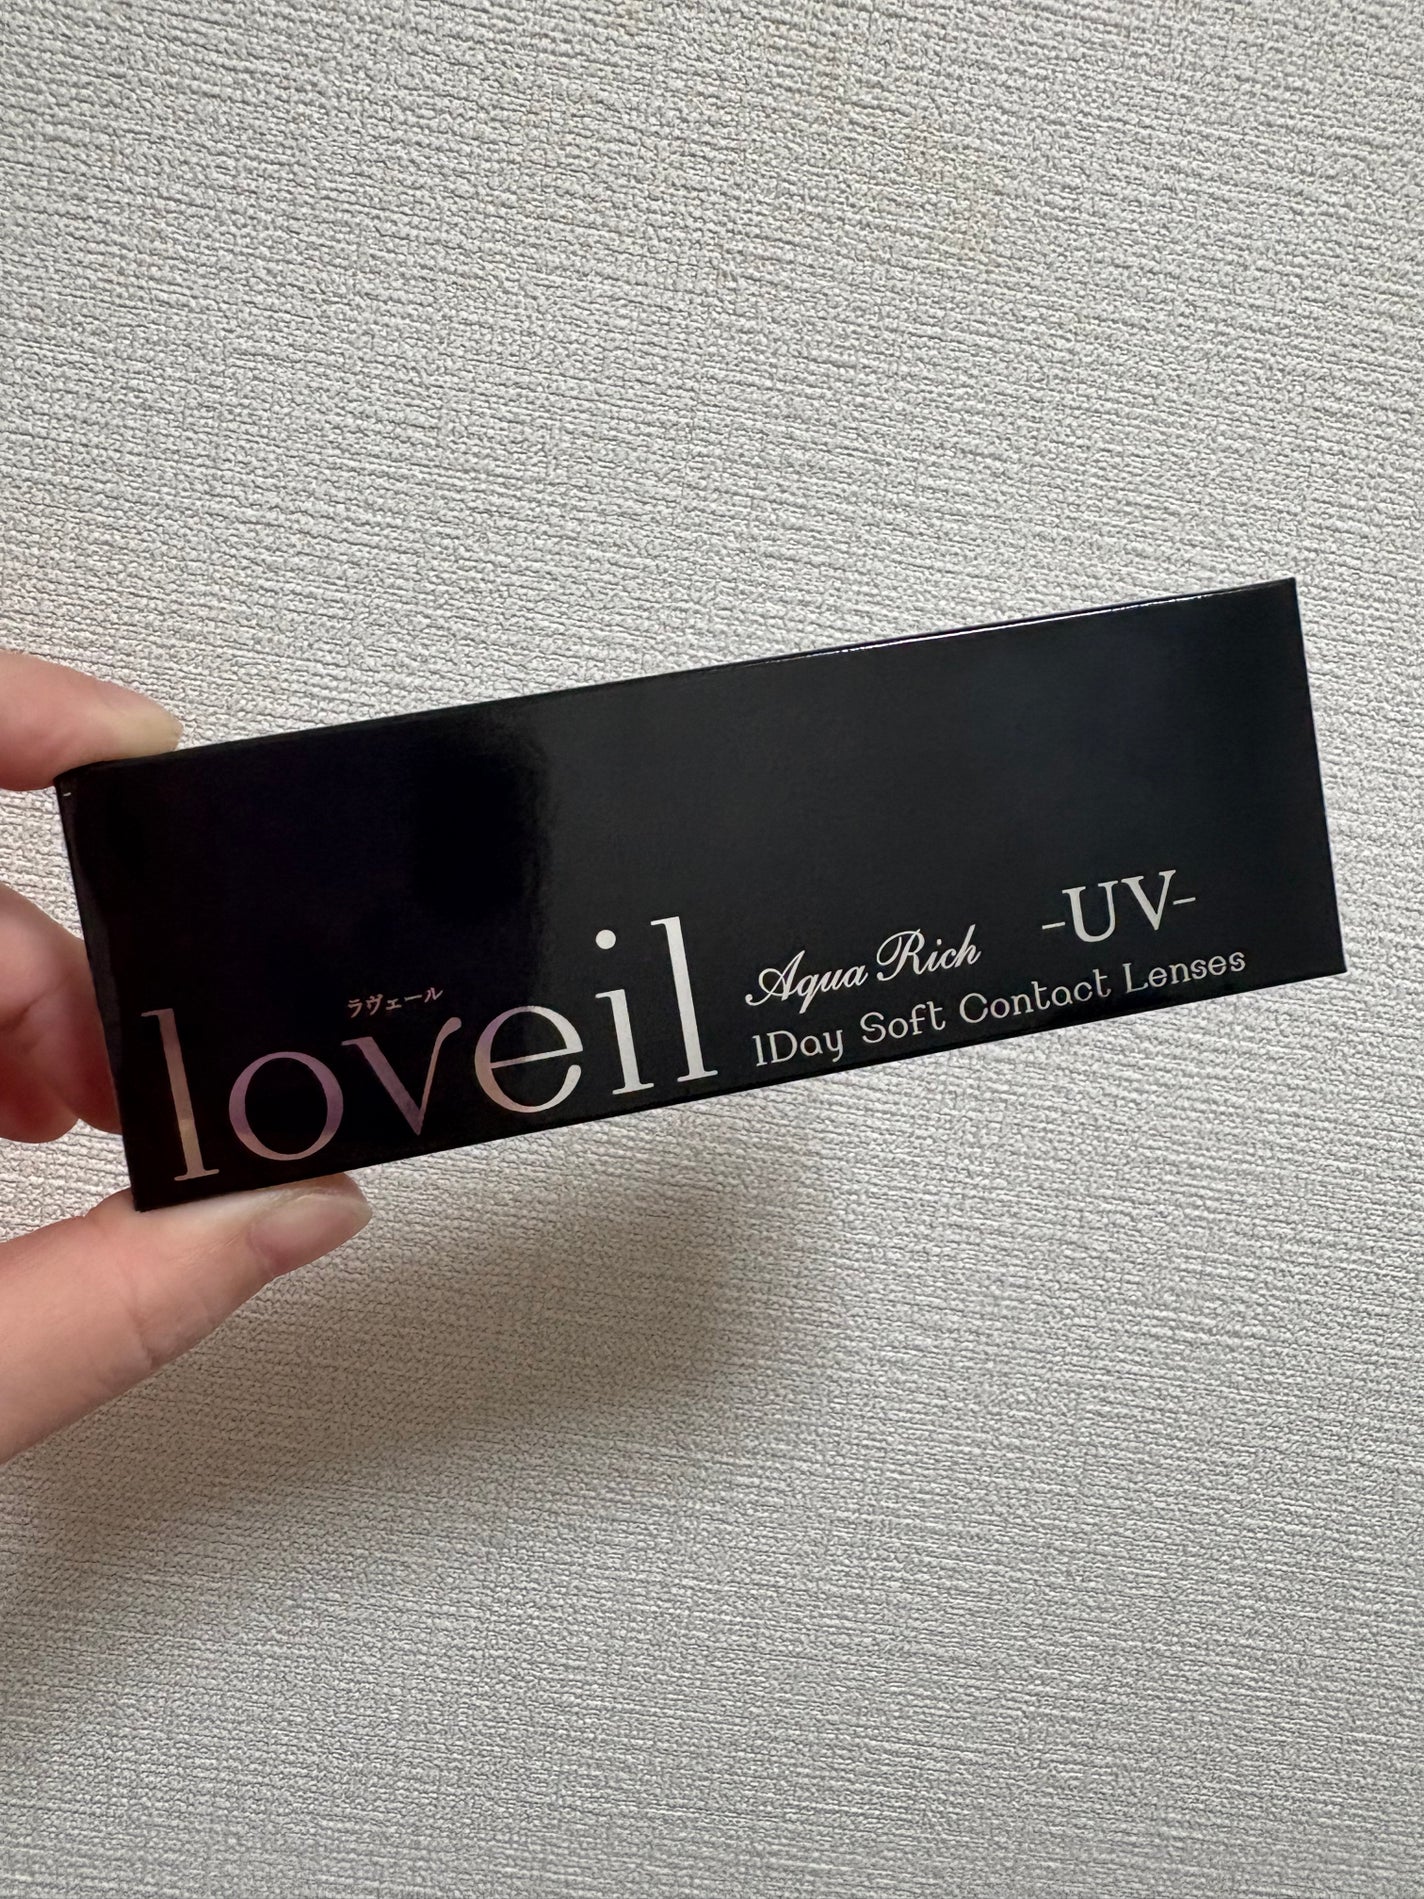 ラヴェール
loveil
Aqua Rich -UV-
1Day Soft Contact Lenses